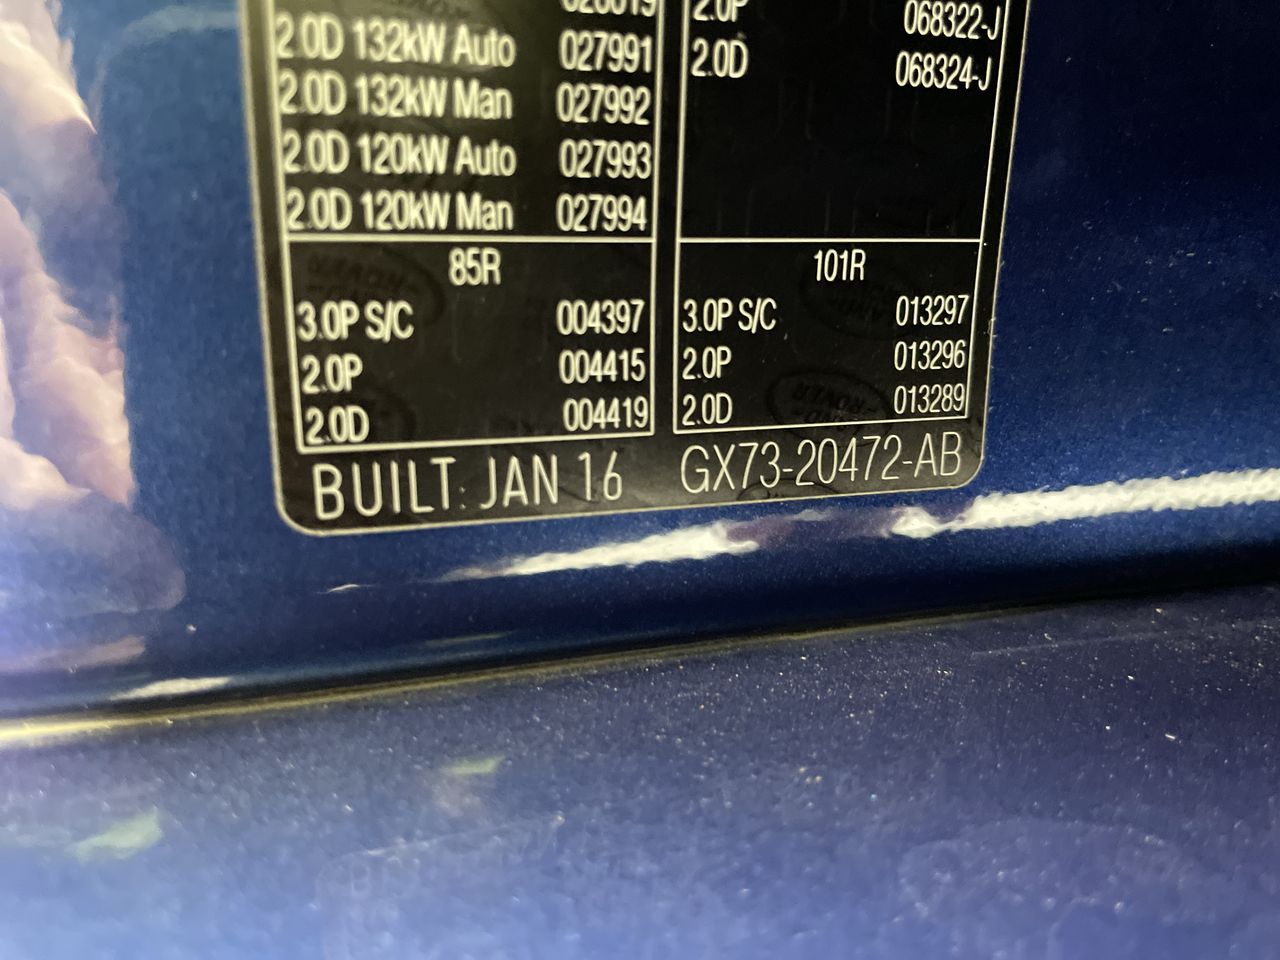 2.0D 132kW Auto 027991
2.0D 132kW Man 027992
2.0D 120kW Auto 027993
2.0D 120kW Man 027994
2.0P 068322-J
2.0D 068324-J
85R
3.0P S/C 004397
2.0P 004415
2.0D 004419
101R
3.0P S/C 013297
2.0P 013296
2.0D 013289
BUILT: JAN 16 GX73-20472-AB